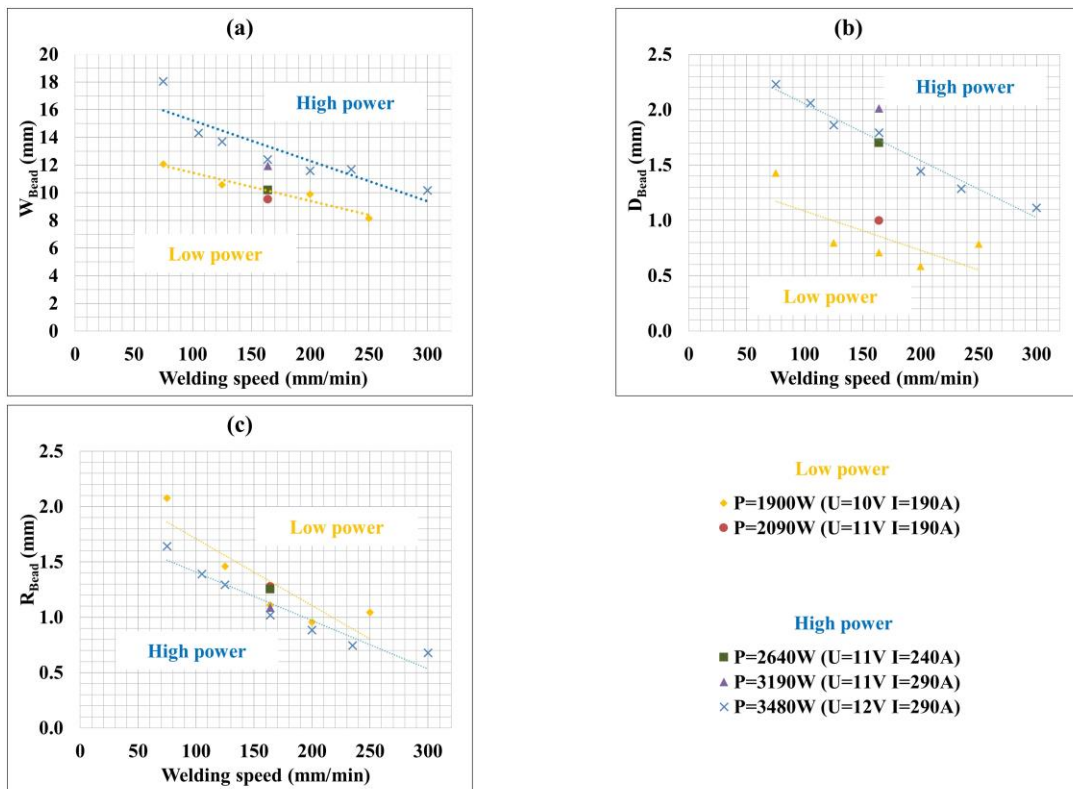 (a)
20
18
16
14
12
10
8
6
4
2
0
W_Bead (mm)
High power
Low power
0 50 100 150 200 250 300
Welding speed (mm/min)
(b)
2.5
2.0
1.5
1.0
0.5
0.0
D_Bead (mm)
High power
Low power
0 50 100 150 200 250 300
Welding speed (mm/min)
(c)
2.5
2.0
1.5
1.0
0.5
0.0
R_Bead (mm)
Low power
High power
0 50 100 150 200 250 300
Welding speed (mm/min)
Low power
P=1900W (U=10V I=190A)
P=2090W (U=11V I=190A)
High power
P=2640W (U=11V I=240A)
P=3190W (U=11V I=290A)
P=3480W (U=12V I=290A)